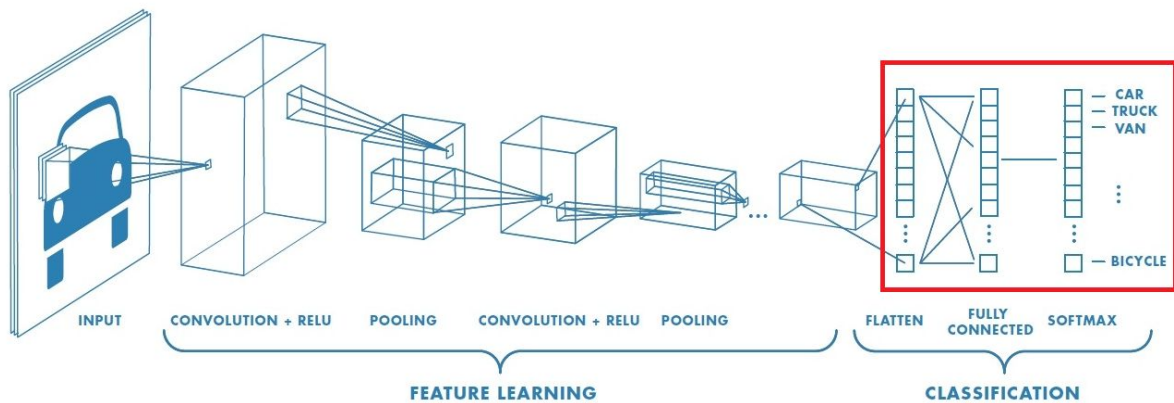 CAR
TRUCK
VAN
BICYCLE
INPUT
CONVOLUTION + RELU
POOLING
CONVOLUTION + RELU
POOLING
FLATTEN
FULLY
CONNECTED
SOFTMAX
FEATURE LEARNING
CLASSIFICATION